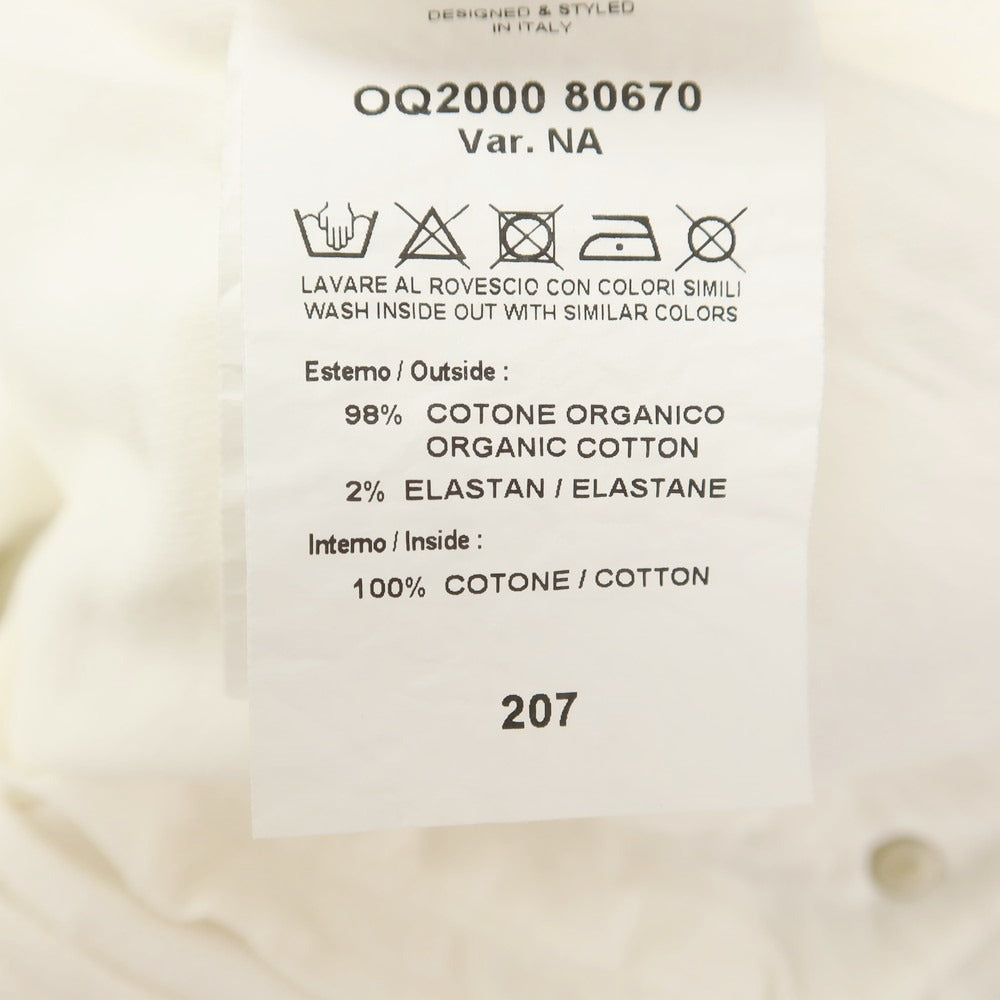 DESIGNED & STYLED
IN ITALY
OQ2000 80670
Var. NA
LAVARE AL ROVESCIO CON COLORI SIMILI
WASH INSIDE OUT WITH SIMILAR COLORS
Esterno / Outside :
98% COTONE ORGANICO
ORGANIC COTTON
2% ELASTAN / ELASTANE
Interno / Inside :
100% COTONE / COTTON
207